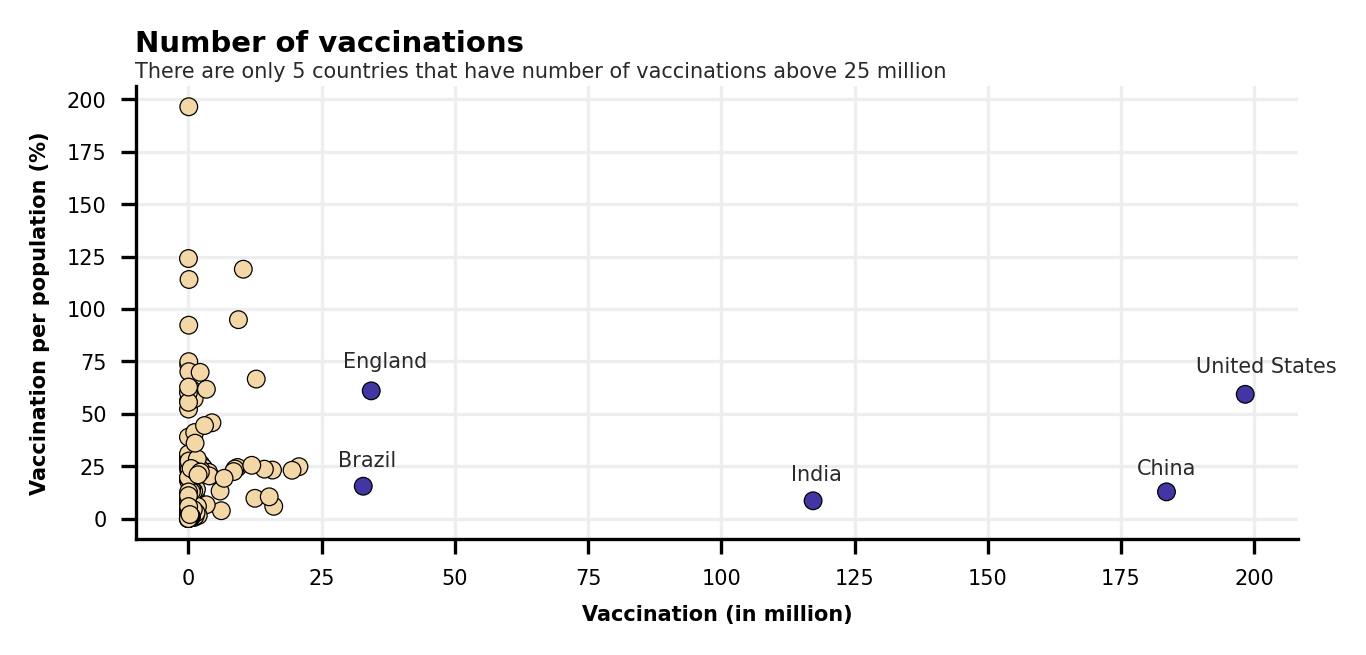 Number of vaccinations
There are only 5 countries that have number of vaccinations above 25 million
Vaccination per population (%)
200
175
150
125
100
75
50
25
0
England
United States
Brazil
India
China
0 25 50 75 100 125 150 175 200
Vaccination (in million)